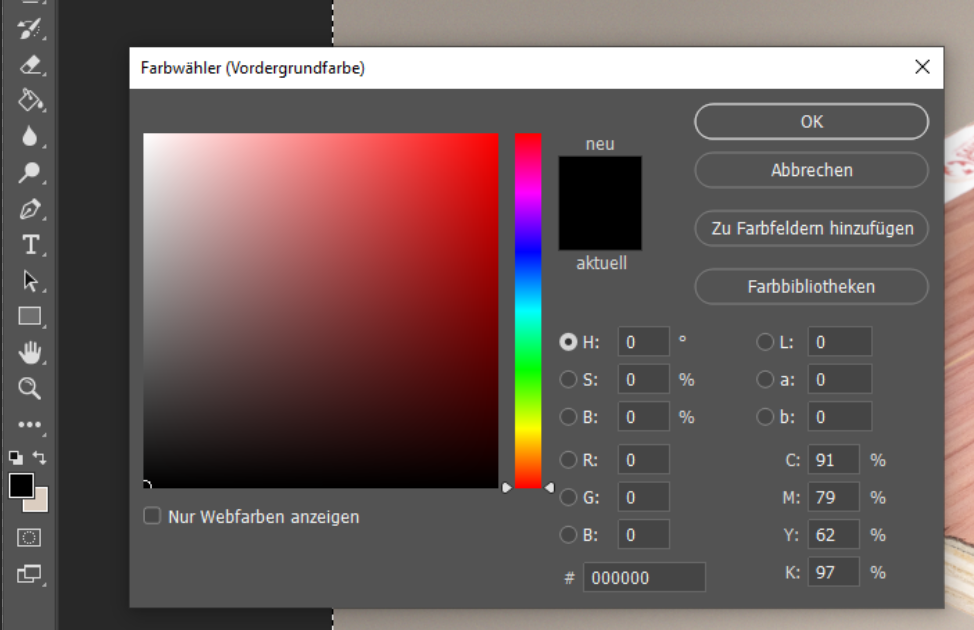 Farbwähler (Vordergrundfarbe)
OK
neu
Abbrechen
Zu Farbfeldern hinzufügen
aktuell
Farbbibliotheken
H: 0 °
L: 0
S: 0 %
a: 0
B: 0 %
b: 0
R: 0
C: 91 %
G: 0
M: 79 %
Nur Webfarben anzeigen
B: 0
Y: 62 %
# 000000
K: 97 %
T